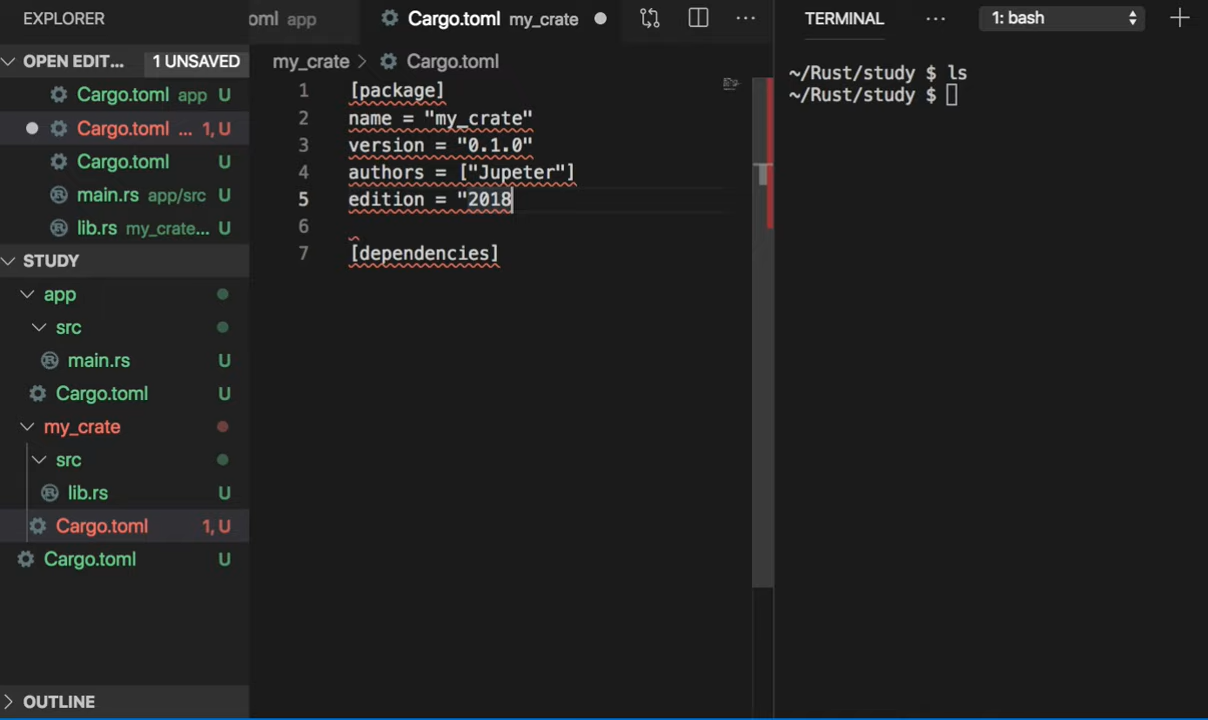 EXPLORER
OPEN EDIT... 1 UNSAVED
Cargo.toml app U
Cargo.toml ... 1, U
Cargo.toml U
main.rs app/src U
lib.rs my_crate... U
STUDY
app
src
main.rs U
Cargo.toml U
my_crate
src
lib.rs U
Cargo.toml 1, U
Cargo.toml U
OUTLINE
oml app
Cargo.toml my_crate
...
my_crate > Cargo.toml
1 [package]
2 name = "my_crate"
3 version = "0.1.0"
4 authors = ["Jupeter"]
5 edition = "2018
6
7 [dependencies]
TERMINAL ... 1: bash
~/Rust/study $ ls
~/Rust/study $